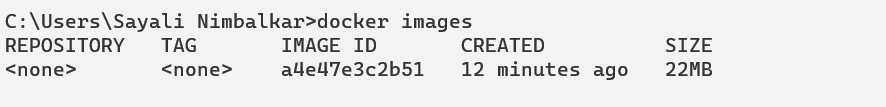 C:\Users\Sayali Nimbalkar>docker images
REPOSITORY   TAG       IMAGE ID       CREATED          SIZE
<none>       <none>    a4e47e3c2b51   12 minutes ago   22MB